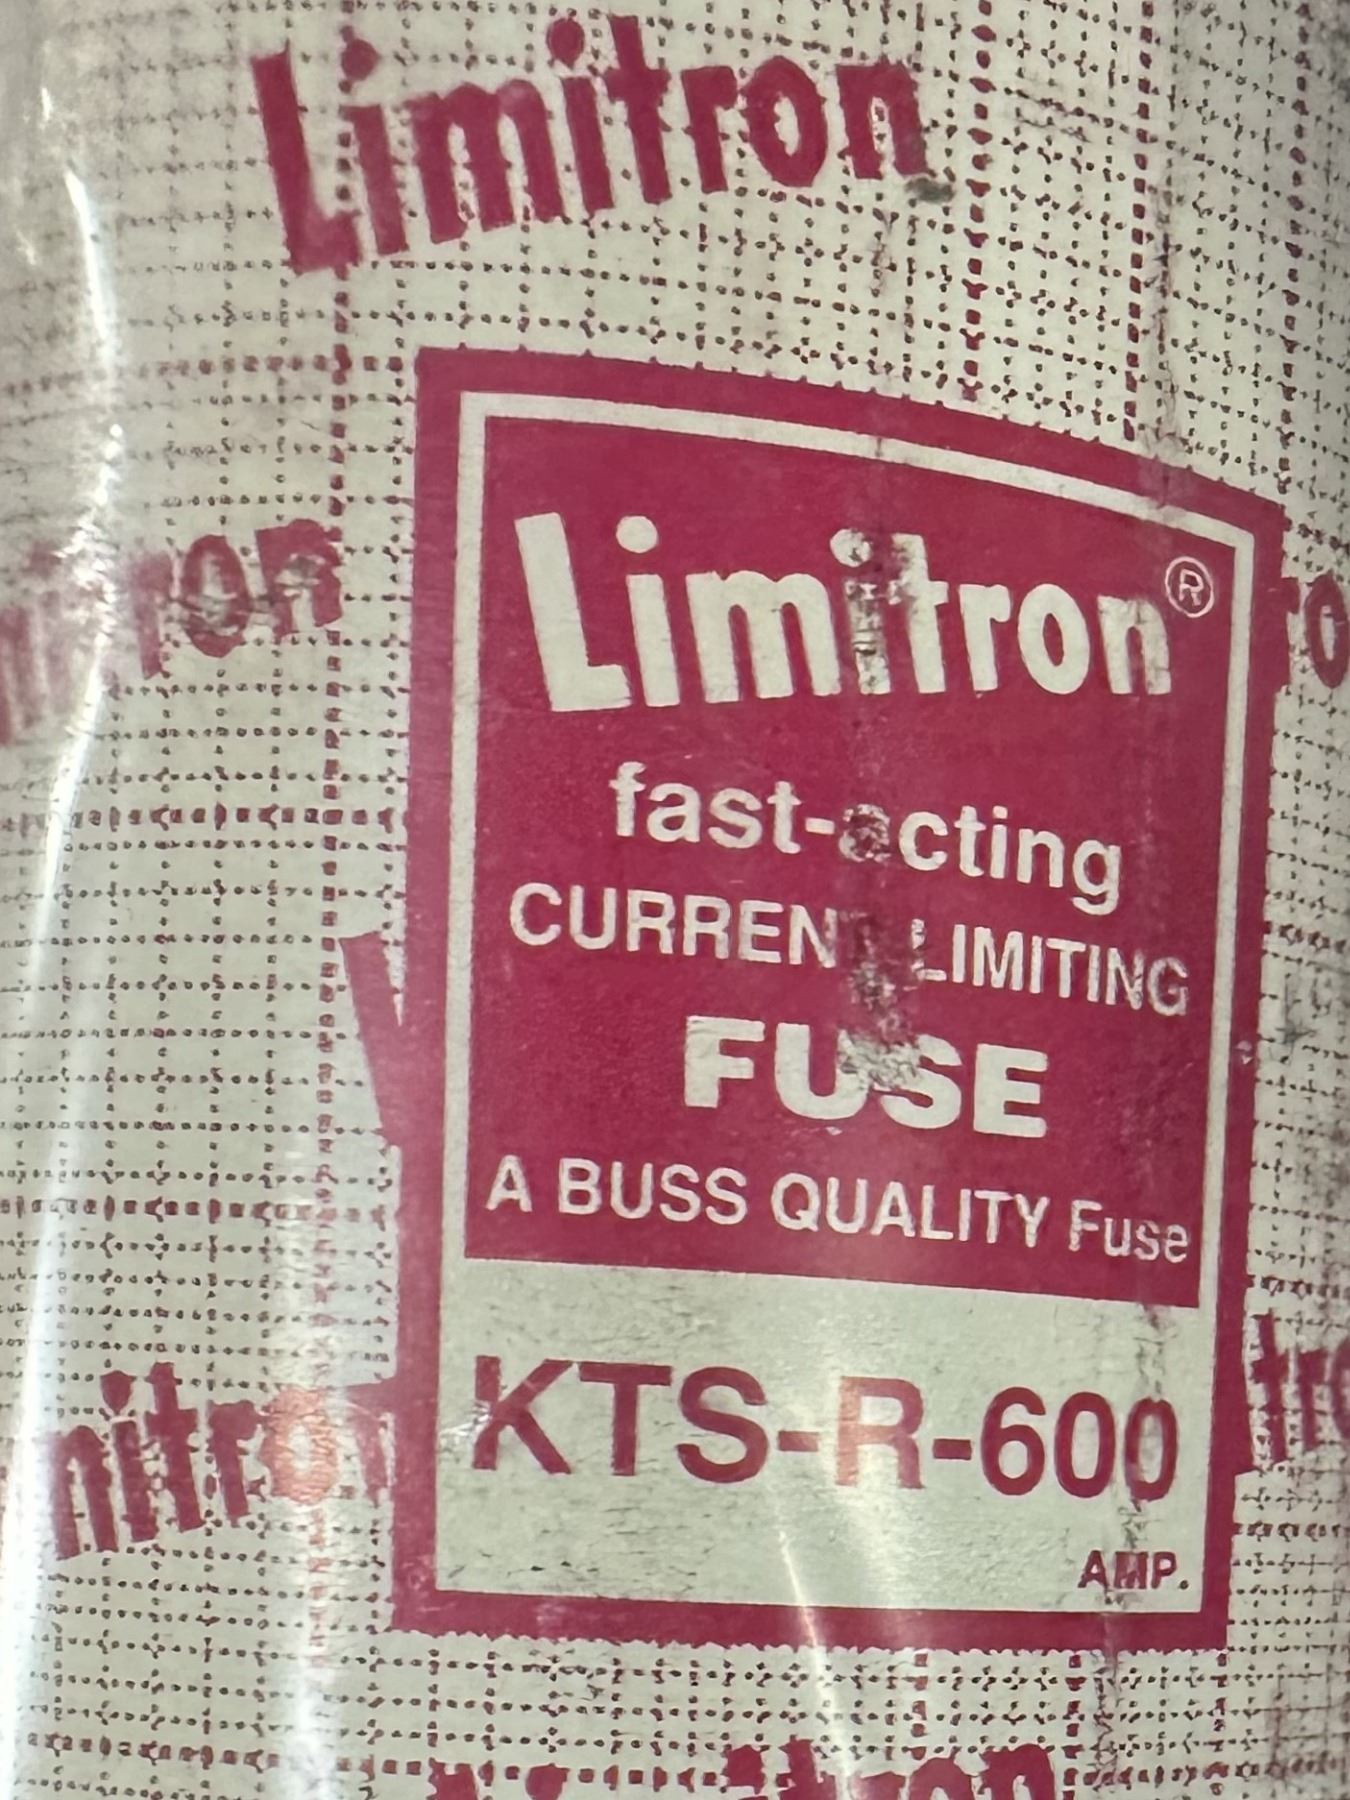 Limitron
Limitron®
fast-acting
CURRENT LIMITING
FUSE
A BUSS QUALITY Fuse
KTS-R-600
AMP.